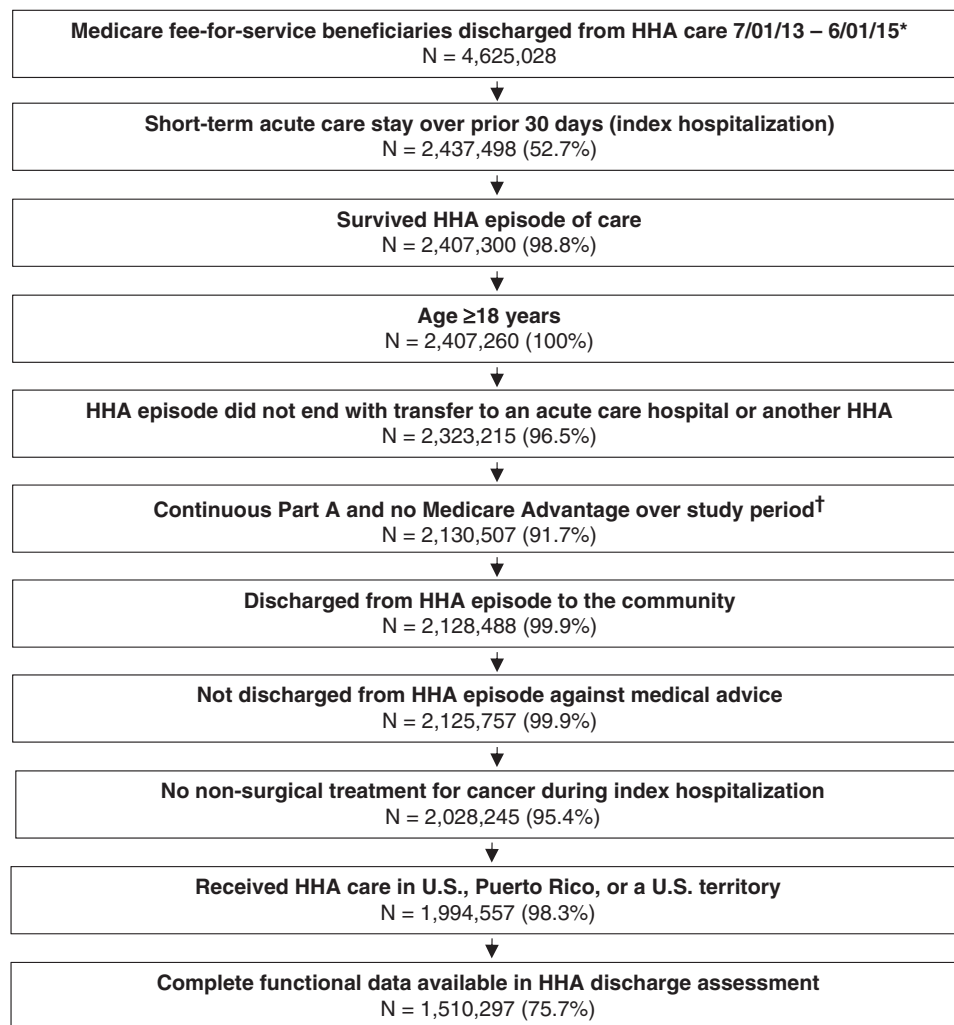 Medicare fee-for-service beneficiaries discharged from HHA care 7/01/13 – 6/01/15*
N = 4,625,028
Short-term acute care stay over prior 30 days (index hospitalization)
N = 2,437,498 (52.7%)
Survived HHA episode of care
N = 2,407,300 (98.8%)
Age ≥18 years
N = 2,407,260 (100%)
HHA episode did not end with transfer to an acute care hospital or another HHA
N = 2,323,215 (96.5%)
Continuous Part A and no Medicare Advantage over study period†
N = 2,130,507 (91.7%)
Discharged from HHA episode to the community
N = 2,128,488 (99.9%)
Not discharged from HHA episode against medical advice
N = 2,125,757 (99.9%)
No non-surgical treatment for cancer during index hospitalization
N = 2,028,245 (95.4%)
Received HHA care in U.S., Puerto Rico, or a U.S. territory
N = 1,994,557 (98.3%)
Complete functional data available in HHA discharge assessment
N = 1,510,297 (75.7%)